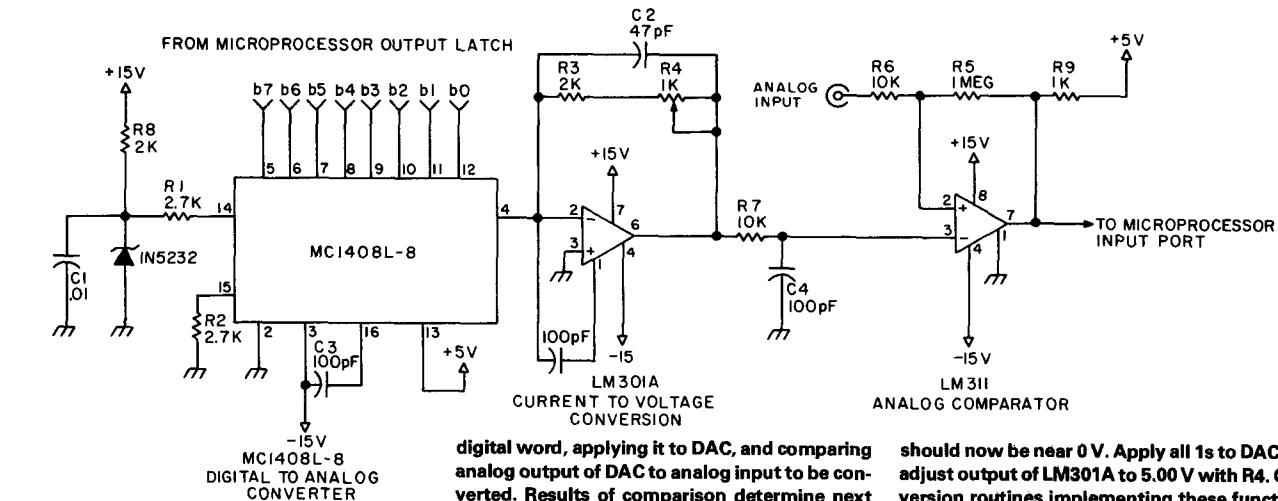 C2
47pF
FROM MICROPROCESSOR OUTPUT LATCH
+15V
R8
2K
b7 b6 b5 b4 b3 b2 b1 b0
5 6 7 8 9 10 11 12
R1
2.7K
14
MC1408L-8
4
C1
.01
IN5232
15
R2
2.7K
2
3
16
13
C3
100pF
+5V
-15V
MC1408L-8
DIGITAL TO ANALOG
CONVERTER
R3
2K
R4
1K
+15V
2
-
7
6
3
+
1
4
100pF
-15
LM301A
CURRENT TO VOLTAGE
CONVERSION
R7
10K
C4
100pF
ANALOG
INPUT
R6
10K
R5
1MEG
R9
1K
+5V
+15V
8
2
+
7
3
-
4
1
TO MICROPROCESSOR
INPUT PORT
-15V
LM311
ANALOG COMPARATOR
digital word, applying it to DAC, and comparing
analog output of DAC to analog input to be con-
verted. Results of comparison determine next
should now be near 0 V. Apply all 1s to DAC
adjust output of LM301A to 5.00 V with R4.
version routines implementing these